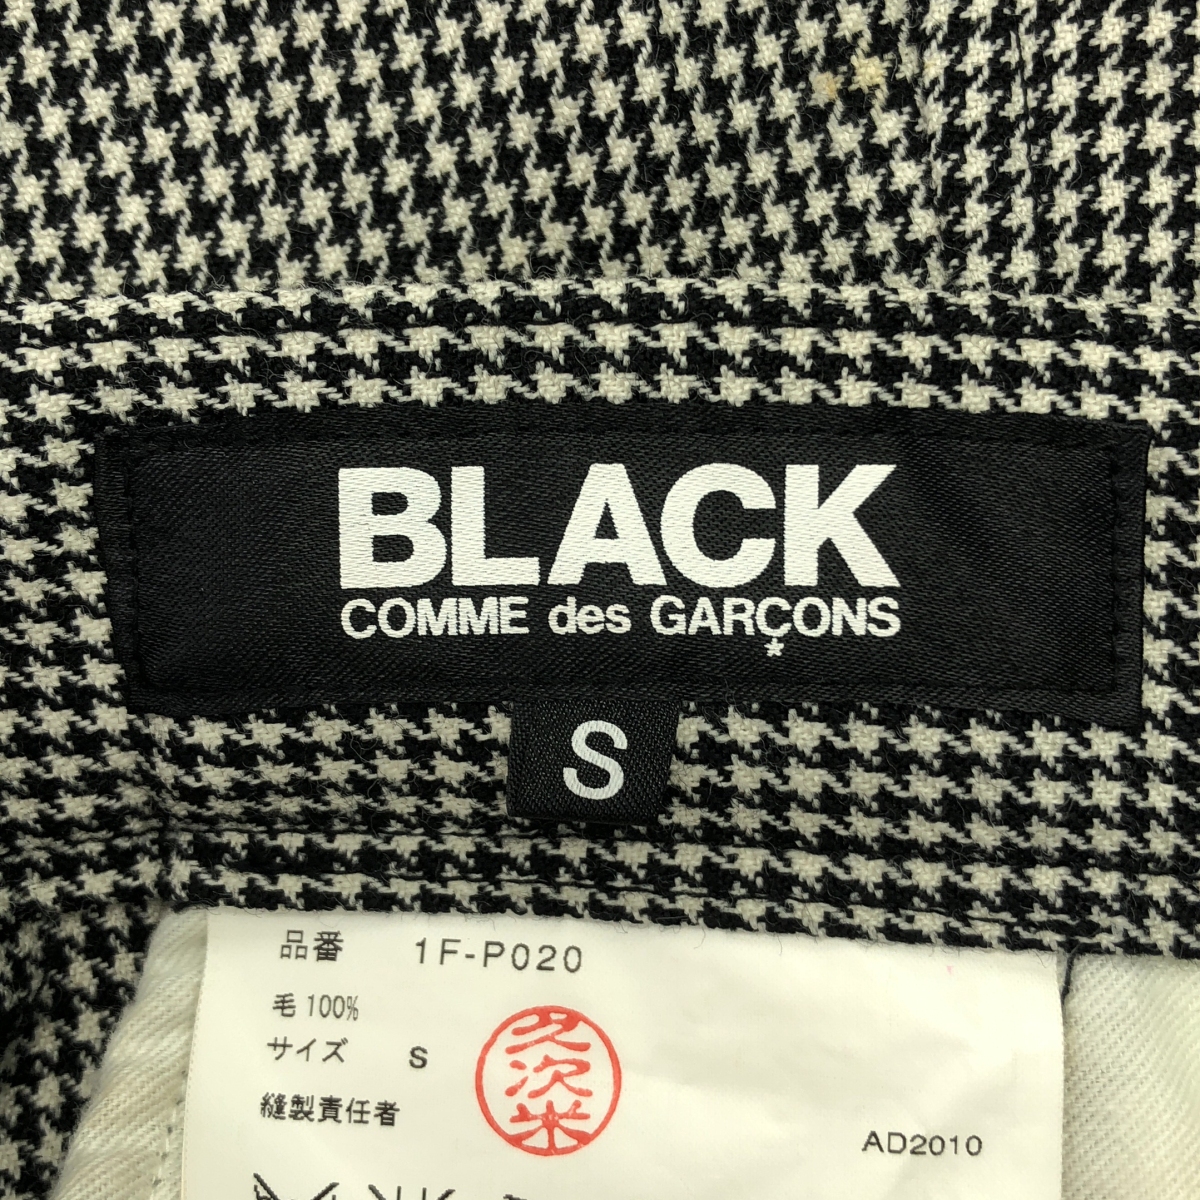 BLACK
COMME des GARÇONS
*
S
品番 1F-P020
毛 100%
サイズ S
縫製責任者
久次米
AD2010